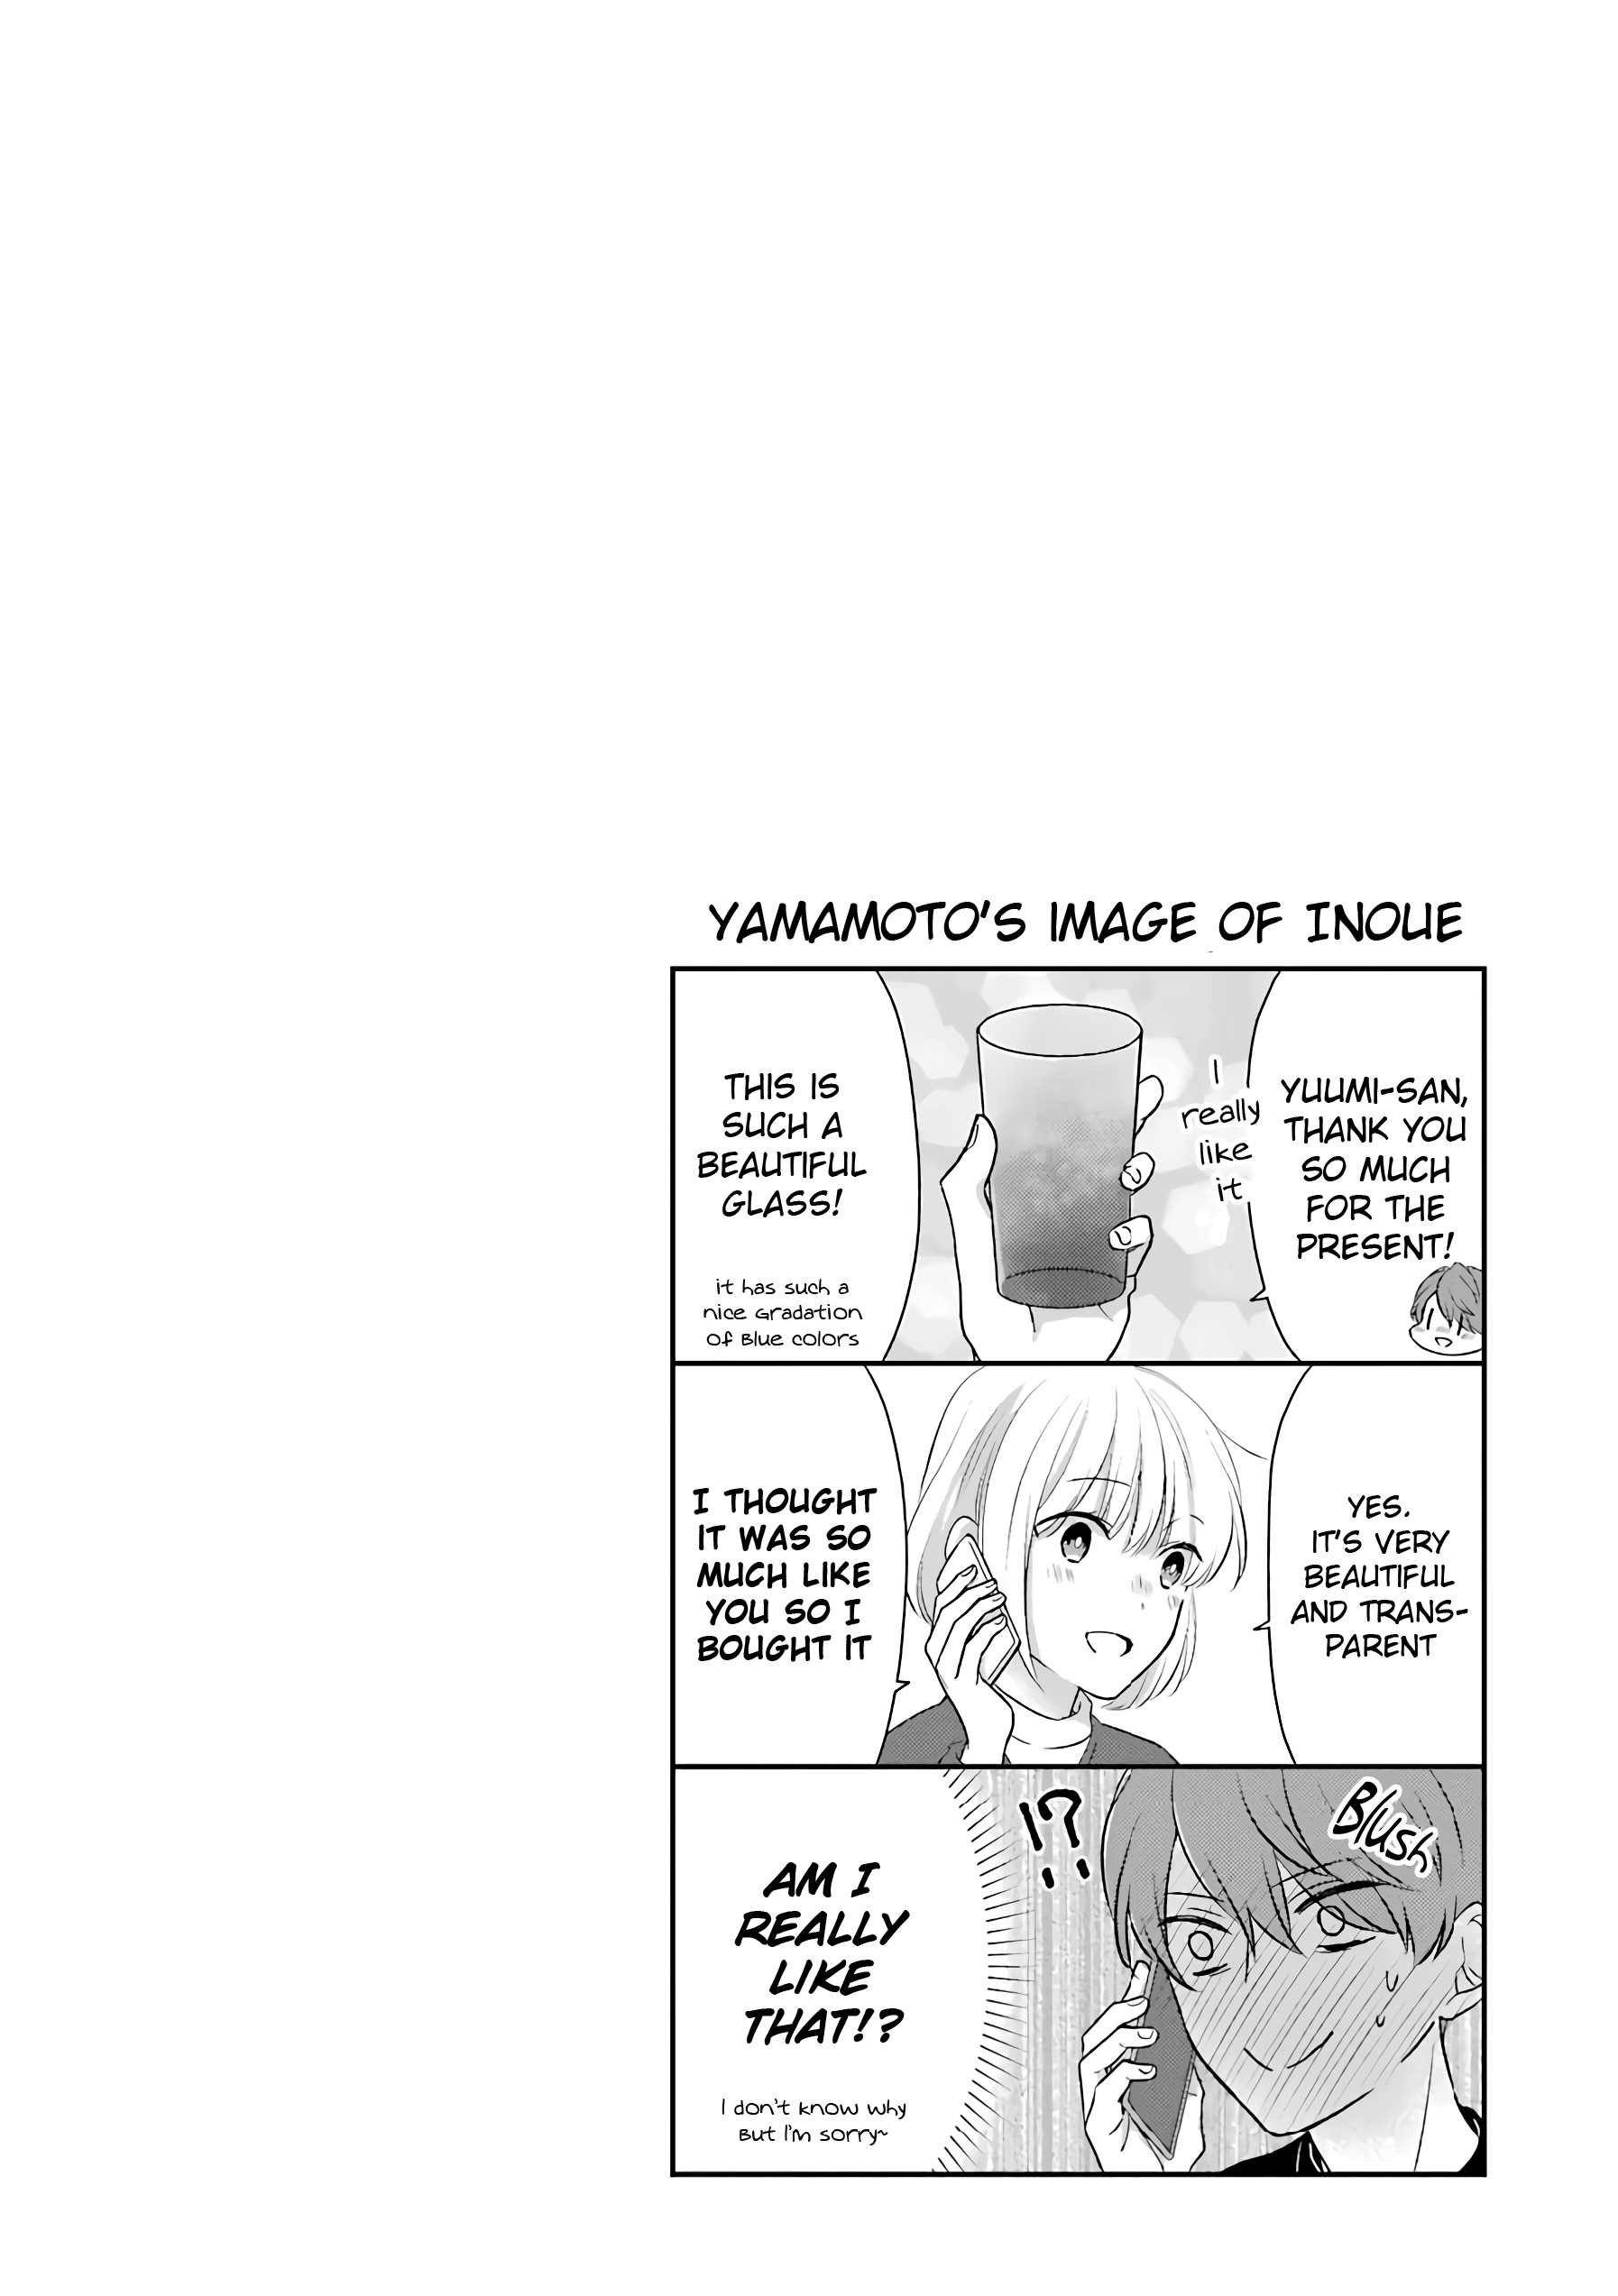 YAMAMOTO'S IMAGE OF INOUE
YUUMI-SAN,
THANK YOU
SO MUCH
FOR THE
PRESENT!
I
really
like
it
THIS IS
SUCH A
BEAUTIFUL
GLASS!
it has such a
nice gradation
of blue colors
YES.
IT'S VERY
BEAUTIFUL
AND TRANS-
PARENT
I THOUGHT
IT WAS SO
MUCH LIKE
YOU SO I
BOUGHT IT
Blush
!?
AM I
REALLY
LIKE
THAT!?
I don't know why
But I'm sorry~